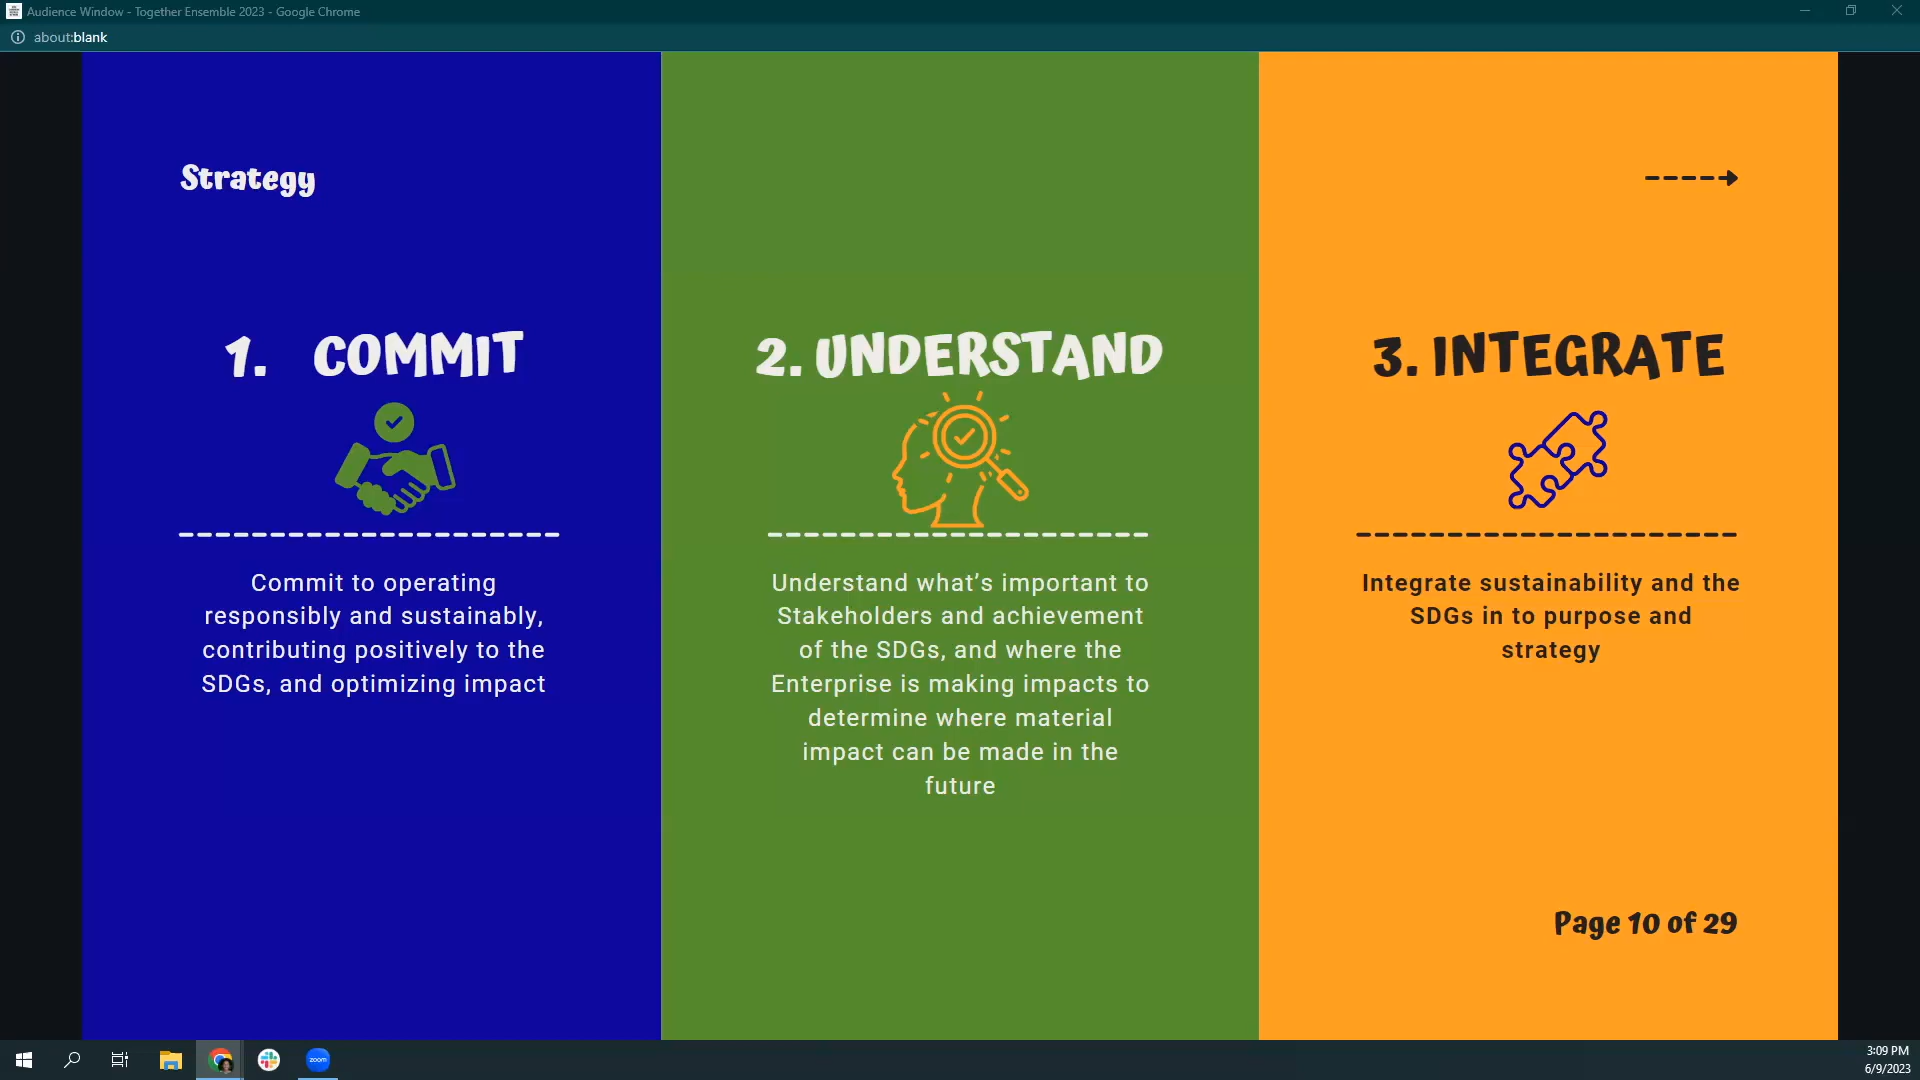 Audience Window - Together Ensemble 2023 - Google Chrome
about:blank
Strategy
1. COMMIT
Commit to operating
responsibly and sustainably,
contributing positively to the
SDGs, and optimizing impact
2. UNDERSTAND
Understand what’s important to
Stakeholders and achievement
of the SDGs, and where the
Enterprise is making impacts to
determine where material
impact can be made in the
future
3. INTEGRATE
Integrate sustainability and the
SDGs in to purpose and
strategy
Page 10 of 29
zoom
3:09 PM
6/9/2023